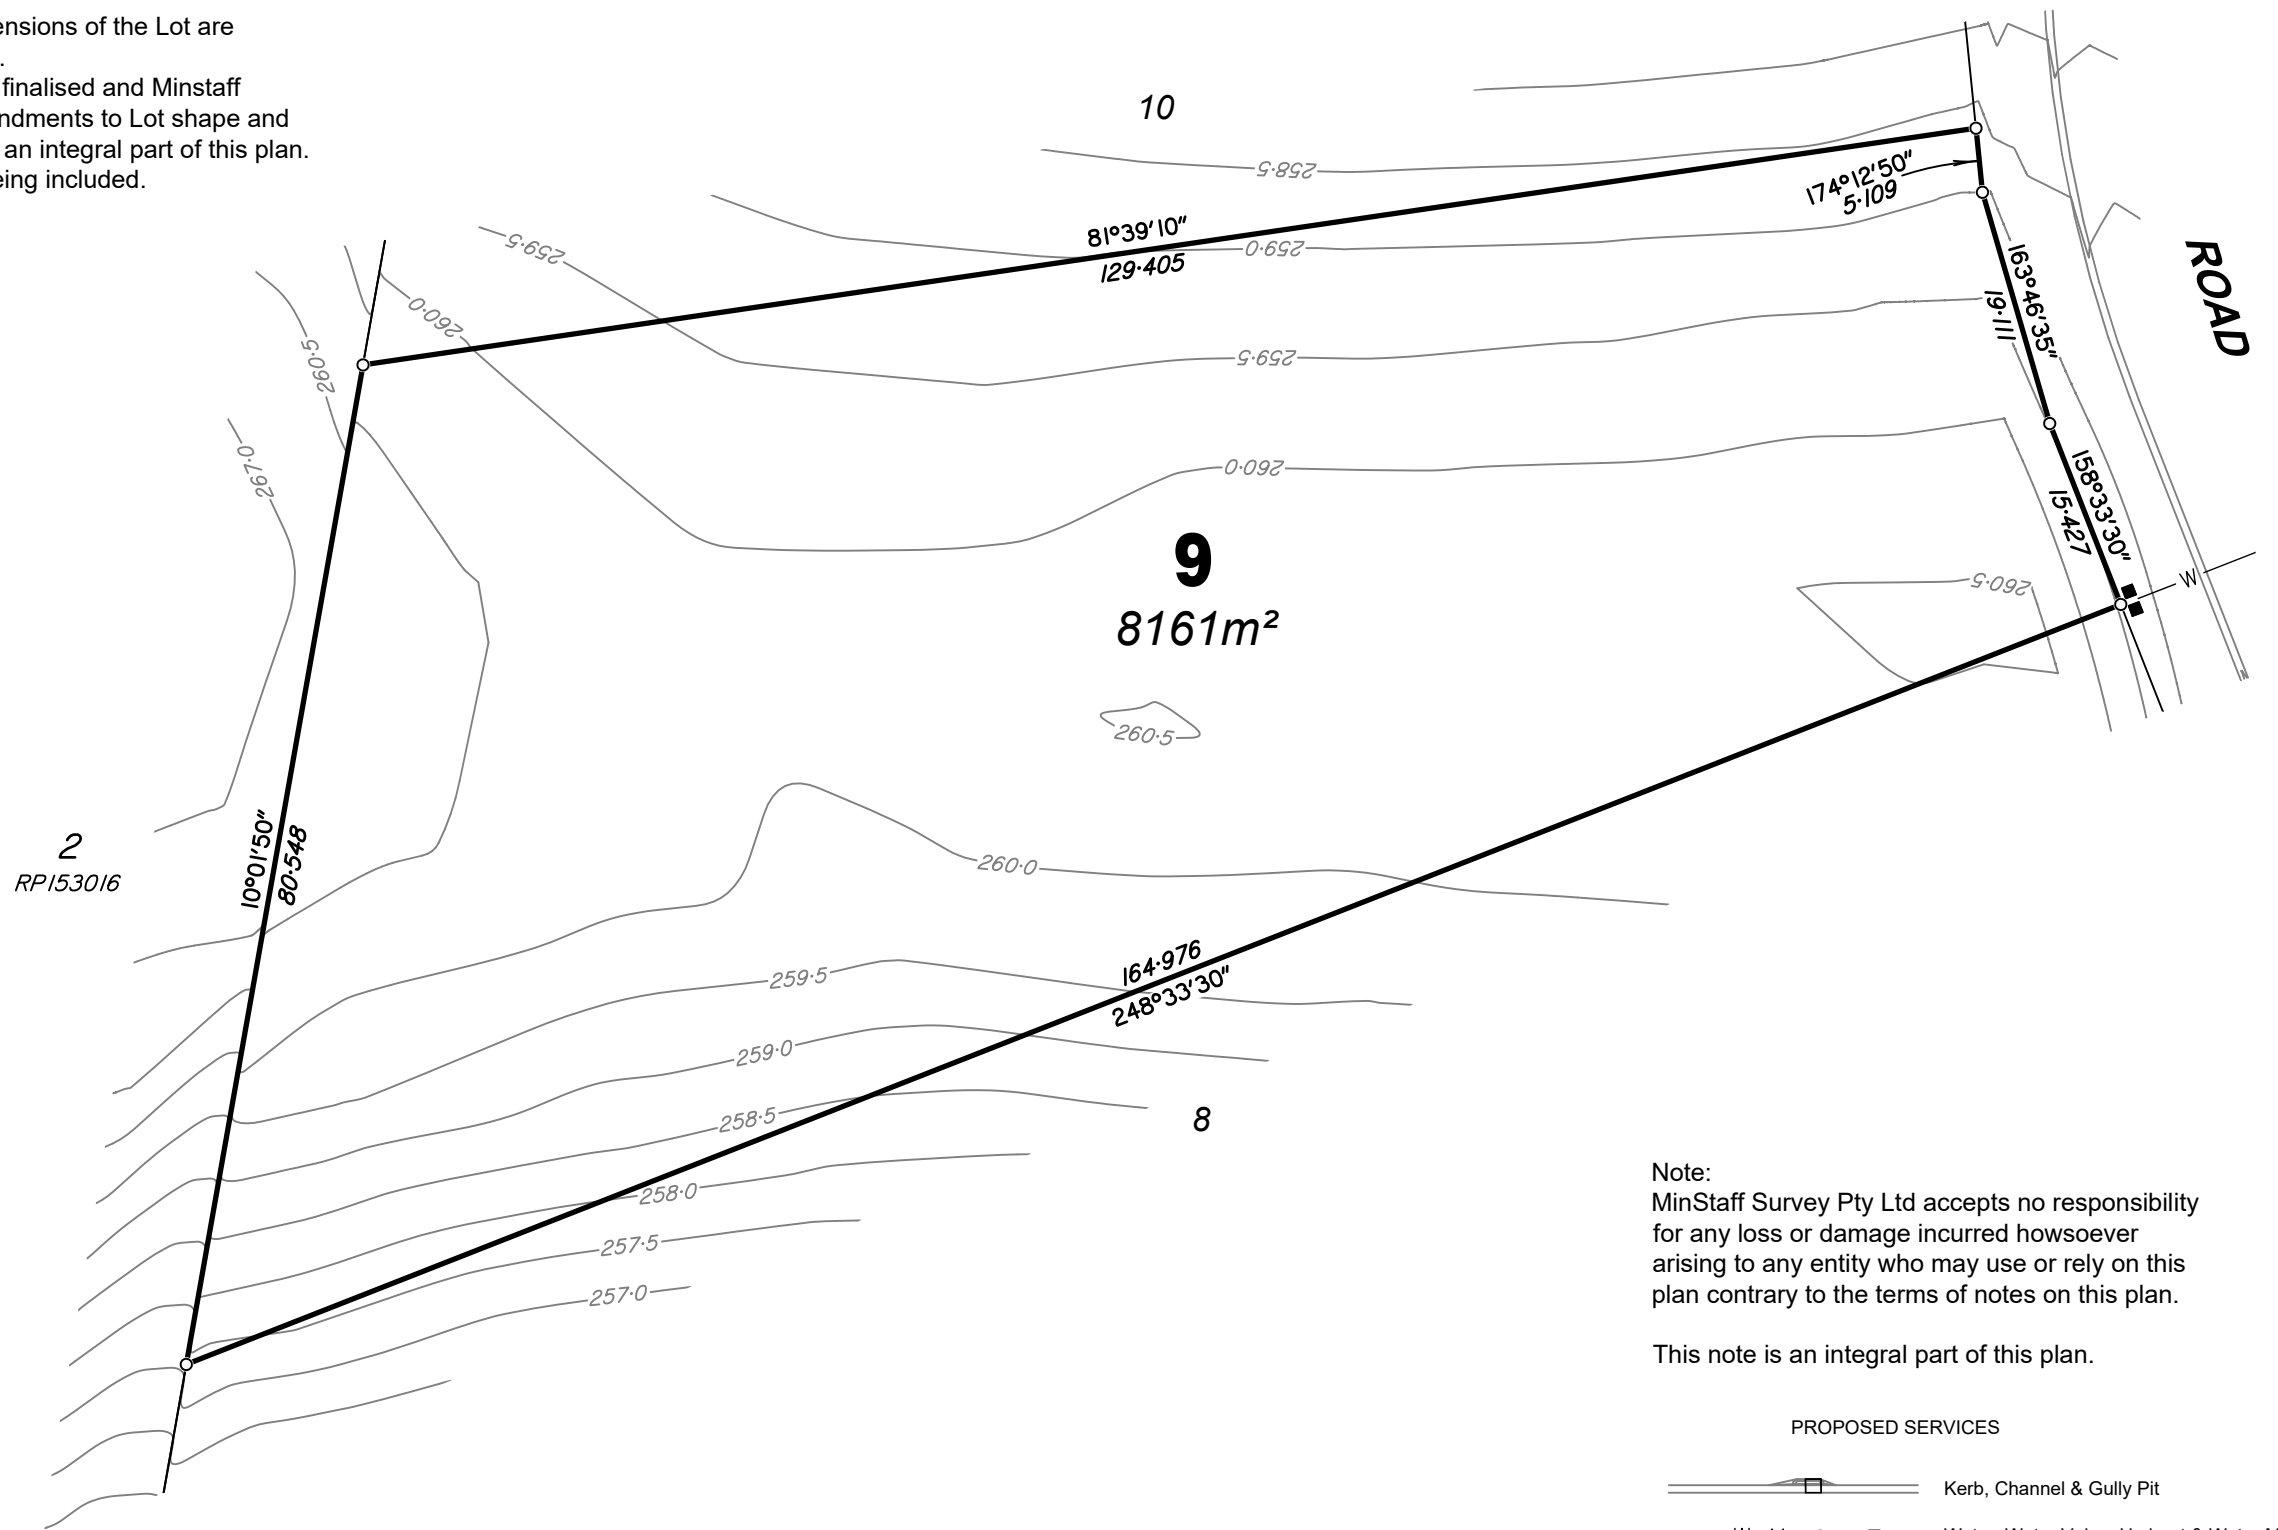 ensions of the Lot are
.
finalised and Minstaff
ndments to Lot shape and
an integral part of this plan.
eing included.
10
258·5
174°12'50"
5·109
81°39'10"
129·405
259·0
259·5
260·0
260·5
163°46'35"
19·111
ROAD
259·5
267·0
260·0
158°33'30"
15·427
9
8161m²
260·5
W
260·5
2
RP153016
10°01'50"
80·548
260·0
164·976
248°33'30"
259·5
259·0
258·5
8
258·0
257·5
257·0
Note:
MinStaff Survey Pty Ltd accepts no responsibility
for any loss or damage incurred howsoever
arising to any entity who may use or rely on this
plan contrary to the terms of notes on this plan.
This note is an integral part of this plan.
PROPOSED SERVICES
Kerb, Channel & Gully Pit